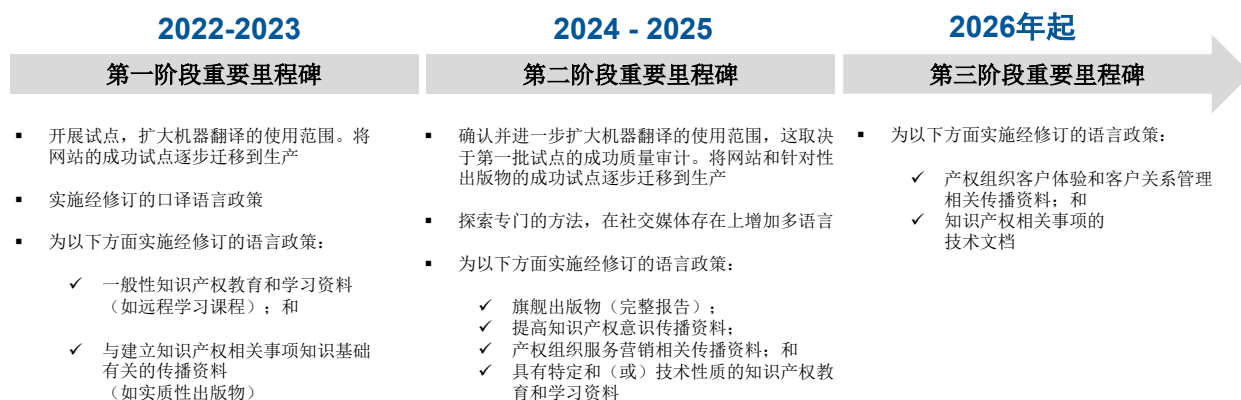 2022-2023
第一阶段重要里程碑
▪ 开展试点，扩大机器翻译的使用范围。将
网站的成功试点逐步迁移到生产
▪ 实施经修订的口译语言政策
▪ 为以下方面实施经修订的语言政策：
✓ 一般性知识产权教育和学习资料
（如远程学习课程）；和
✓ 与建立知识产权相关事项知识基础
有关的传播资料
（如实质性出版物）
2024 - 2025
第二阶段重要里程碑
▪ 确认并进一步扩大机器翻译的使用范围，这取决
于第一批试点的成功质量审计。将网站和针对性
出版物的成功试点逐步迁移到生产
▪ 探索专门的方法，在社交媒体存在上增加多语言
▪ 为以下方面实施经修订的语言政策：
✓ 旗舰出版物（完整报告）；
✓ 提高知识产权意识传播资料；
✓ 产权组织服务营销相关传播资料；和
✓ 具有特定和（或）技术性质的知识产权教
育和学习资料
2026年起
第三阶段重要里程碑
▪ 为以下方面实施经修订的语言政策：
✓ 产权组织客户体验和客户关系管理
相关传播资料；和
✓ 知识产权相关事项的
技术文档